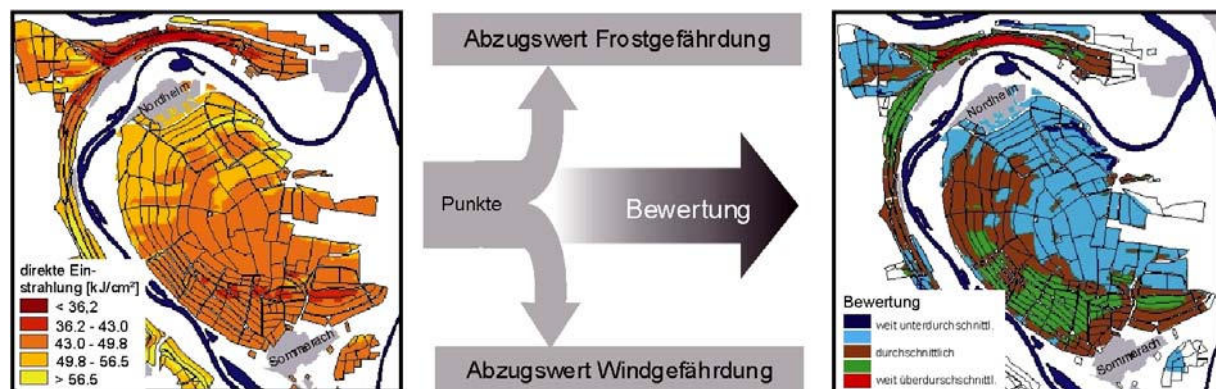 Nordheim
direkte Ein-
strahlung [kJ/cm²]
< 36,2
36.2 - 43.0
43.0 - 49.8
49.8 - 56.5
> 56.5
Sommerach
Abzugswert Frostgefährdung
Punkte
Bewertung
Abzugswert Windgefährdung
Nordheim
Bewertung
weit unterdurchschnittl.
durchschnittlich
weit überdurschschnittl.
Sommerach